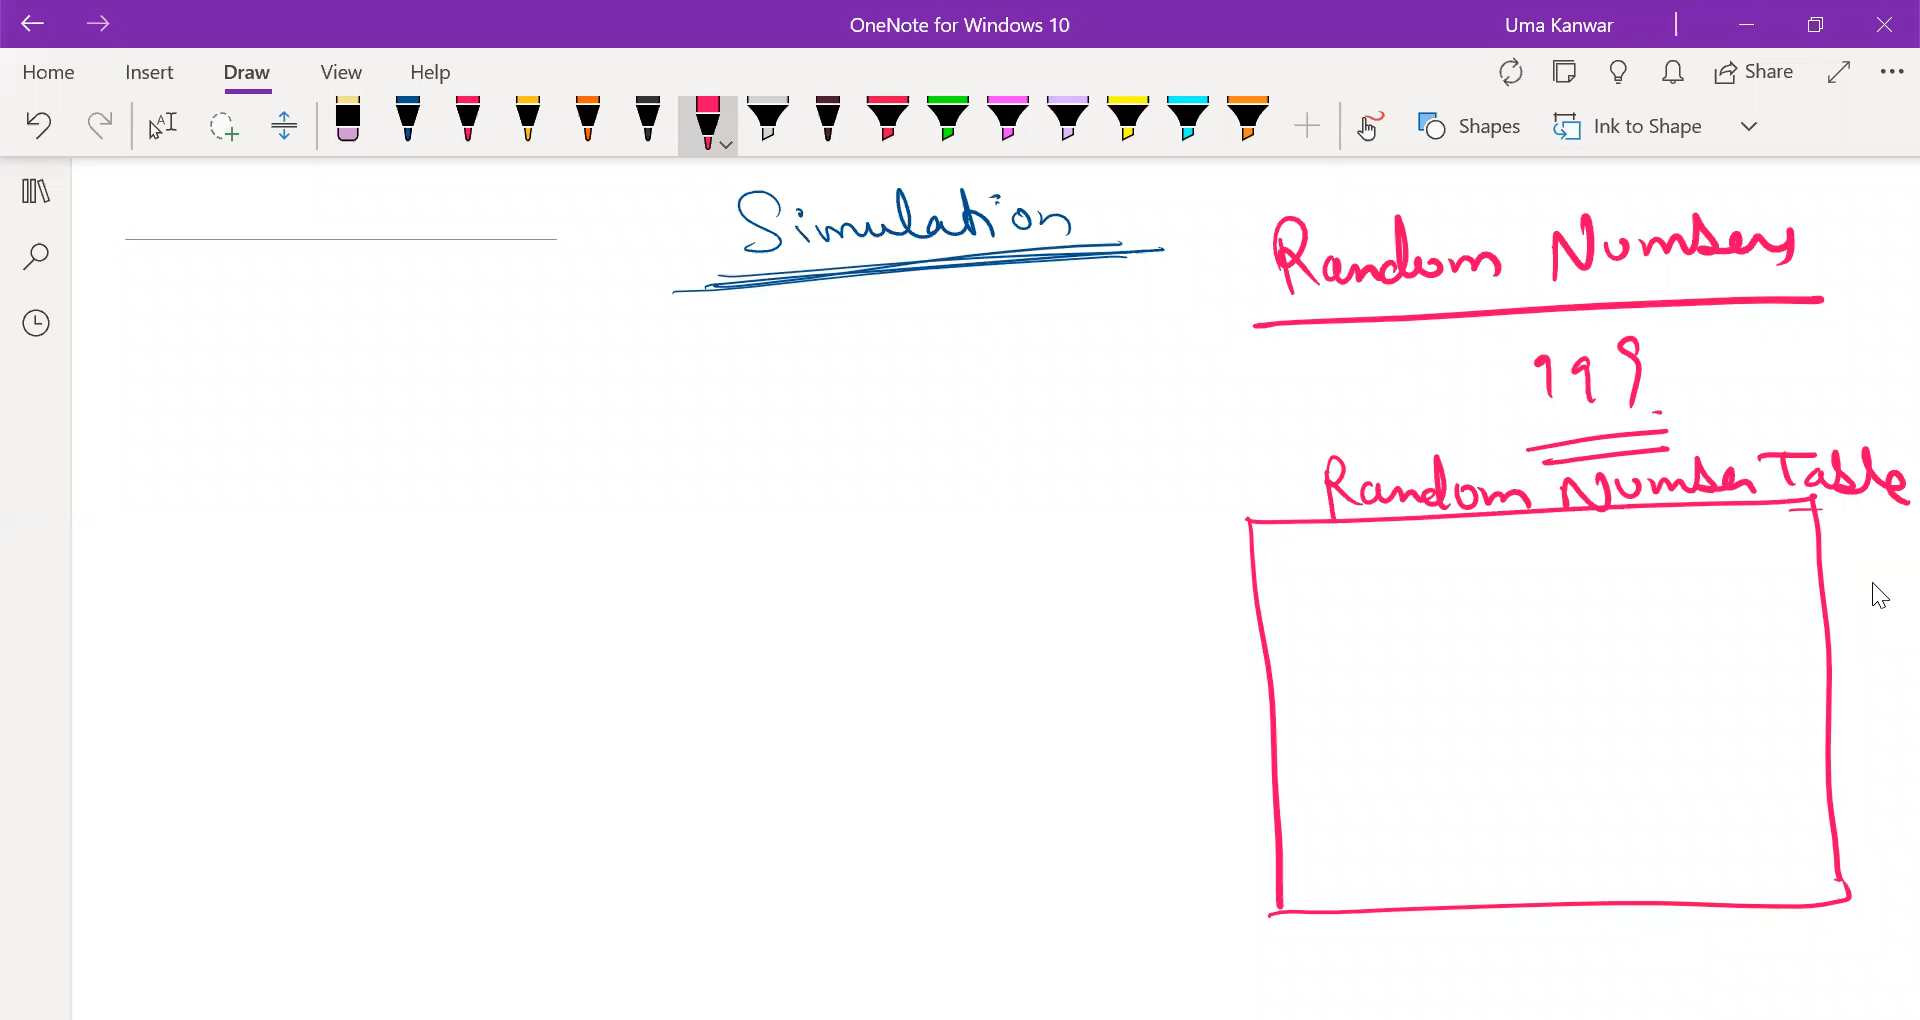 OneNote for Windows 10
Uma Kanwar
Home Insert Draw View Help
Share
Shapes
Ink to Shape
Simulation
Random Numbers
Random Number Table